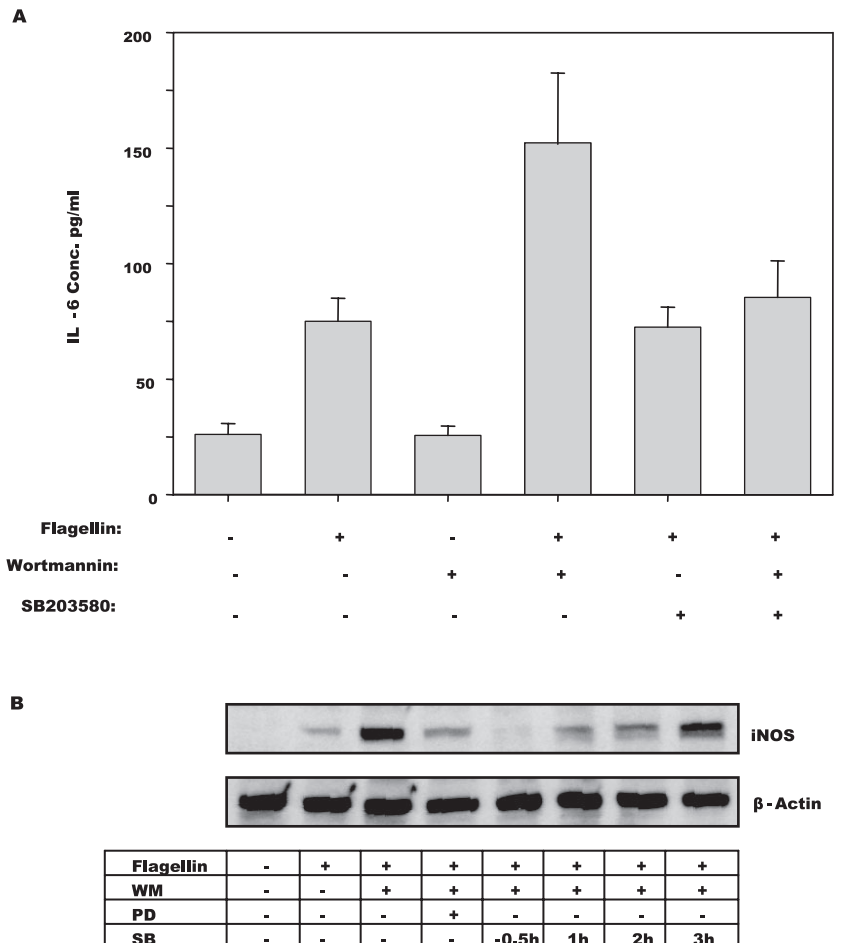 A
200
150
100
50
0
IL -6 Conc. pg/ml
Flagellin: - + - + + +
Wortmannin: - - + + - +
SB203580: - - - - + +
B
iNOS
β-Actin
Flagellin - + + + + + + +
WM - - + + + + + +
PD - - - + - - - -
SB - - - - -0.5h 1h 2h 3h